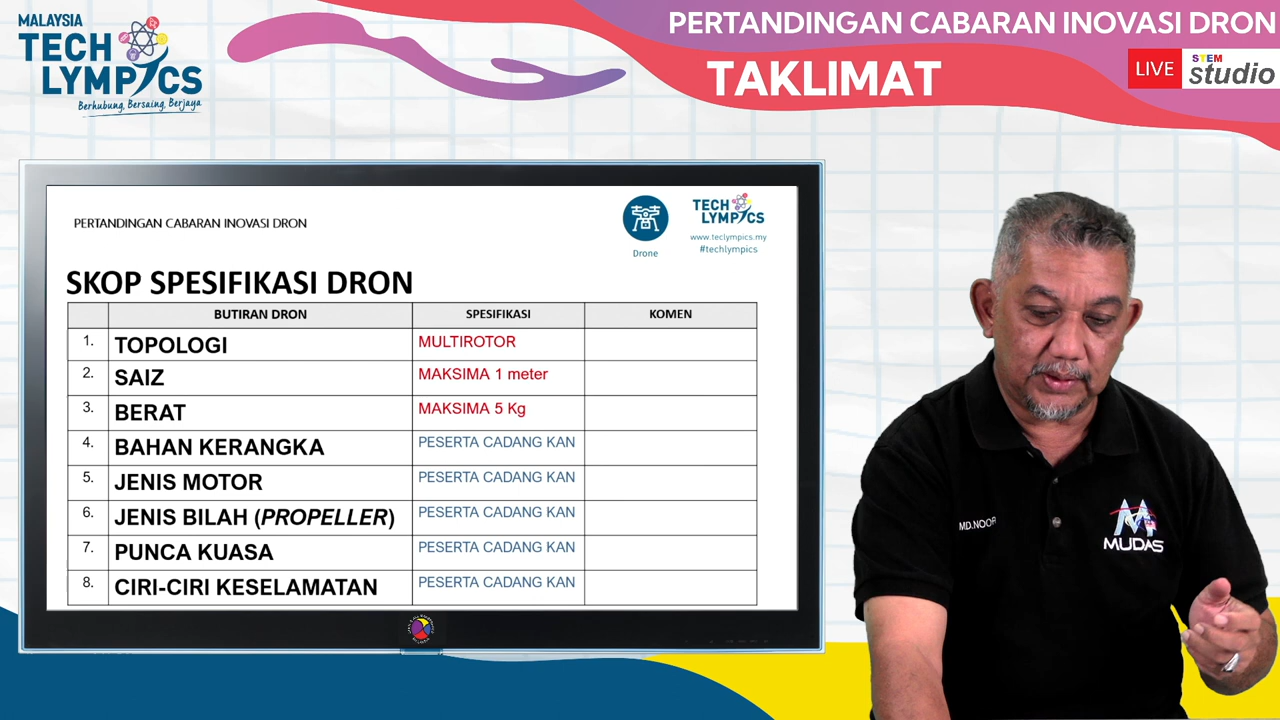 MALAYSIA
TECH
LYMPICS
Berhubung, Bersaing, Berjaya
PERTANDINGAN CABARAN INOVASI DRON
TAKLIMAT
LIVE
STEM
studio
PERTANDINGAN CABARAN INOVASI DRON
Drone
TECH
LYMPICS
www.teclympics.my
#techlympics
SKOP SPESIFIKASI DRON
BUTIRAN DRON SPESIFIKASI KOMEN
1. TOPOLOGI MULTIROTOR
2. SAIZ MAKSIMA 1 meter
3. BERAT MAKSIMA 5 Kg
4. BAHAN KERANGKA PESERTA CADANG KAN
5. JENIS MOTOR PESERTA CADANG KAN
6. JENIS BILAH (PROPELLER) PESERTA CADANG KAN
7. PUNCA KUASA PESERTA CADANG KAN
8. CIRI-CIRI KESELAMATAN PESERTA CADANG KAN
MD.NOOR
MUDAS